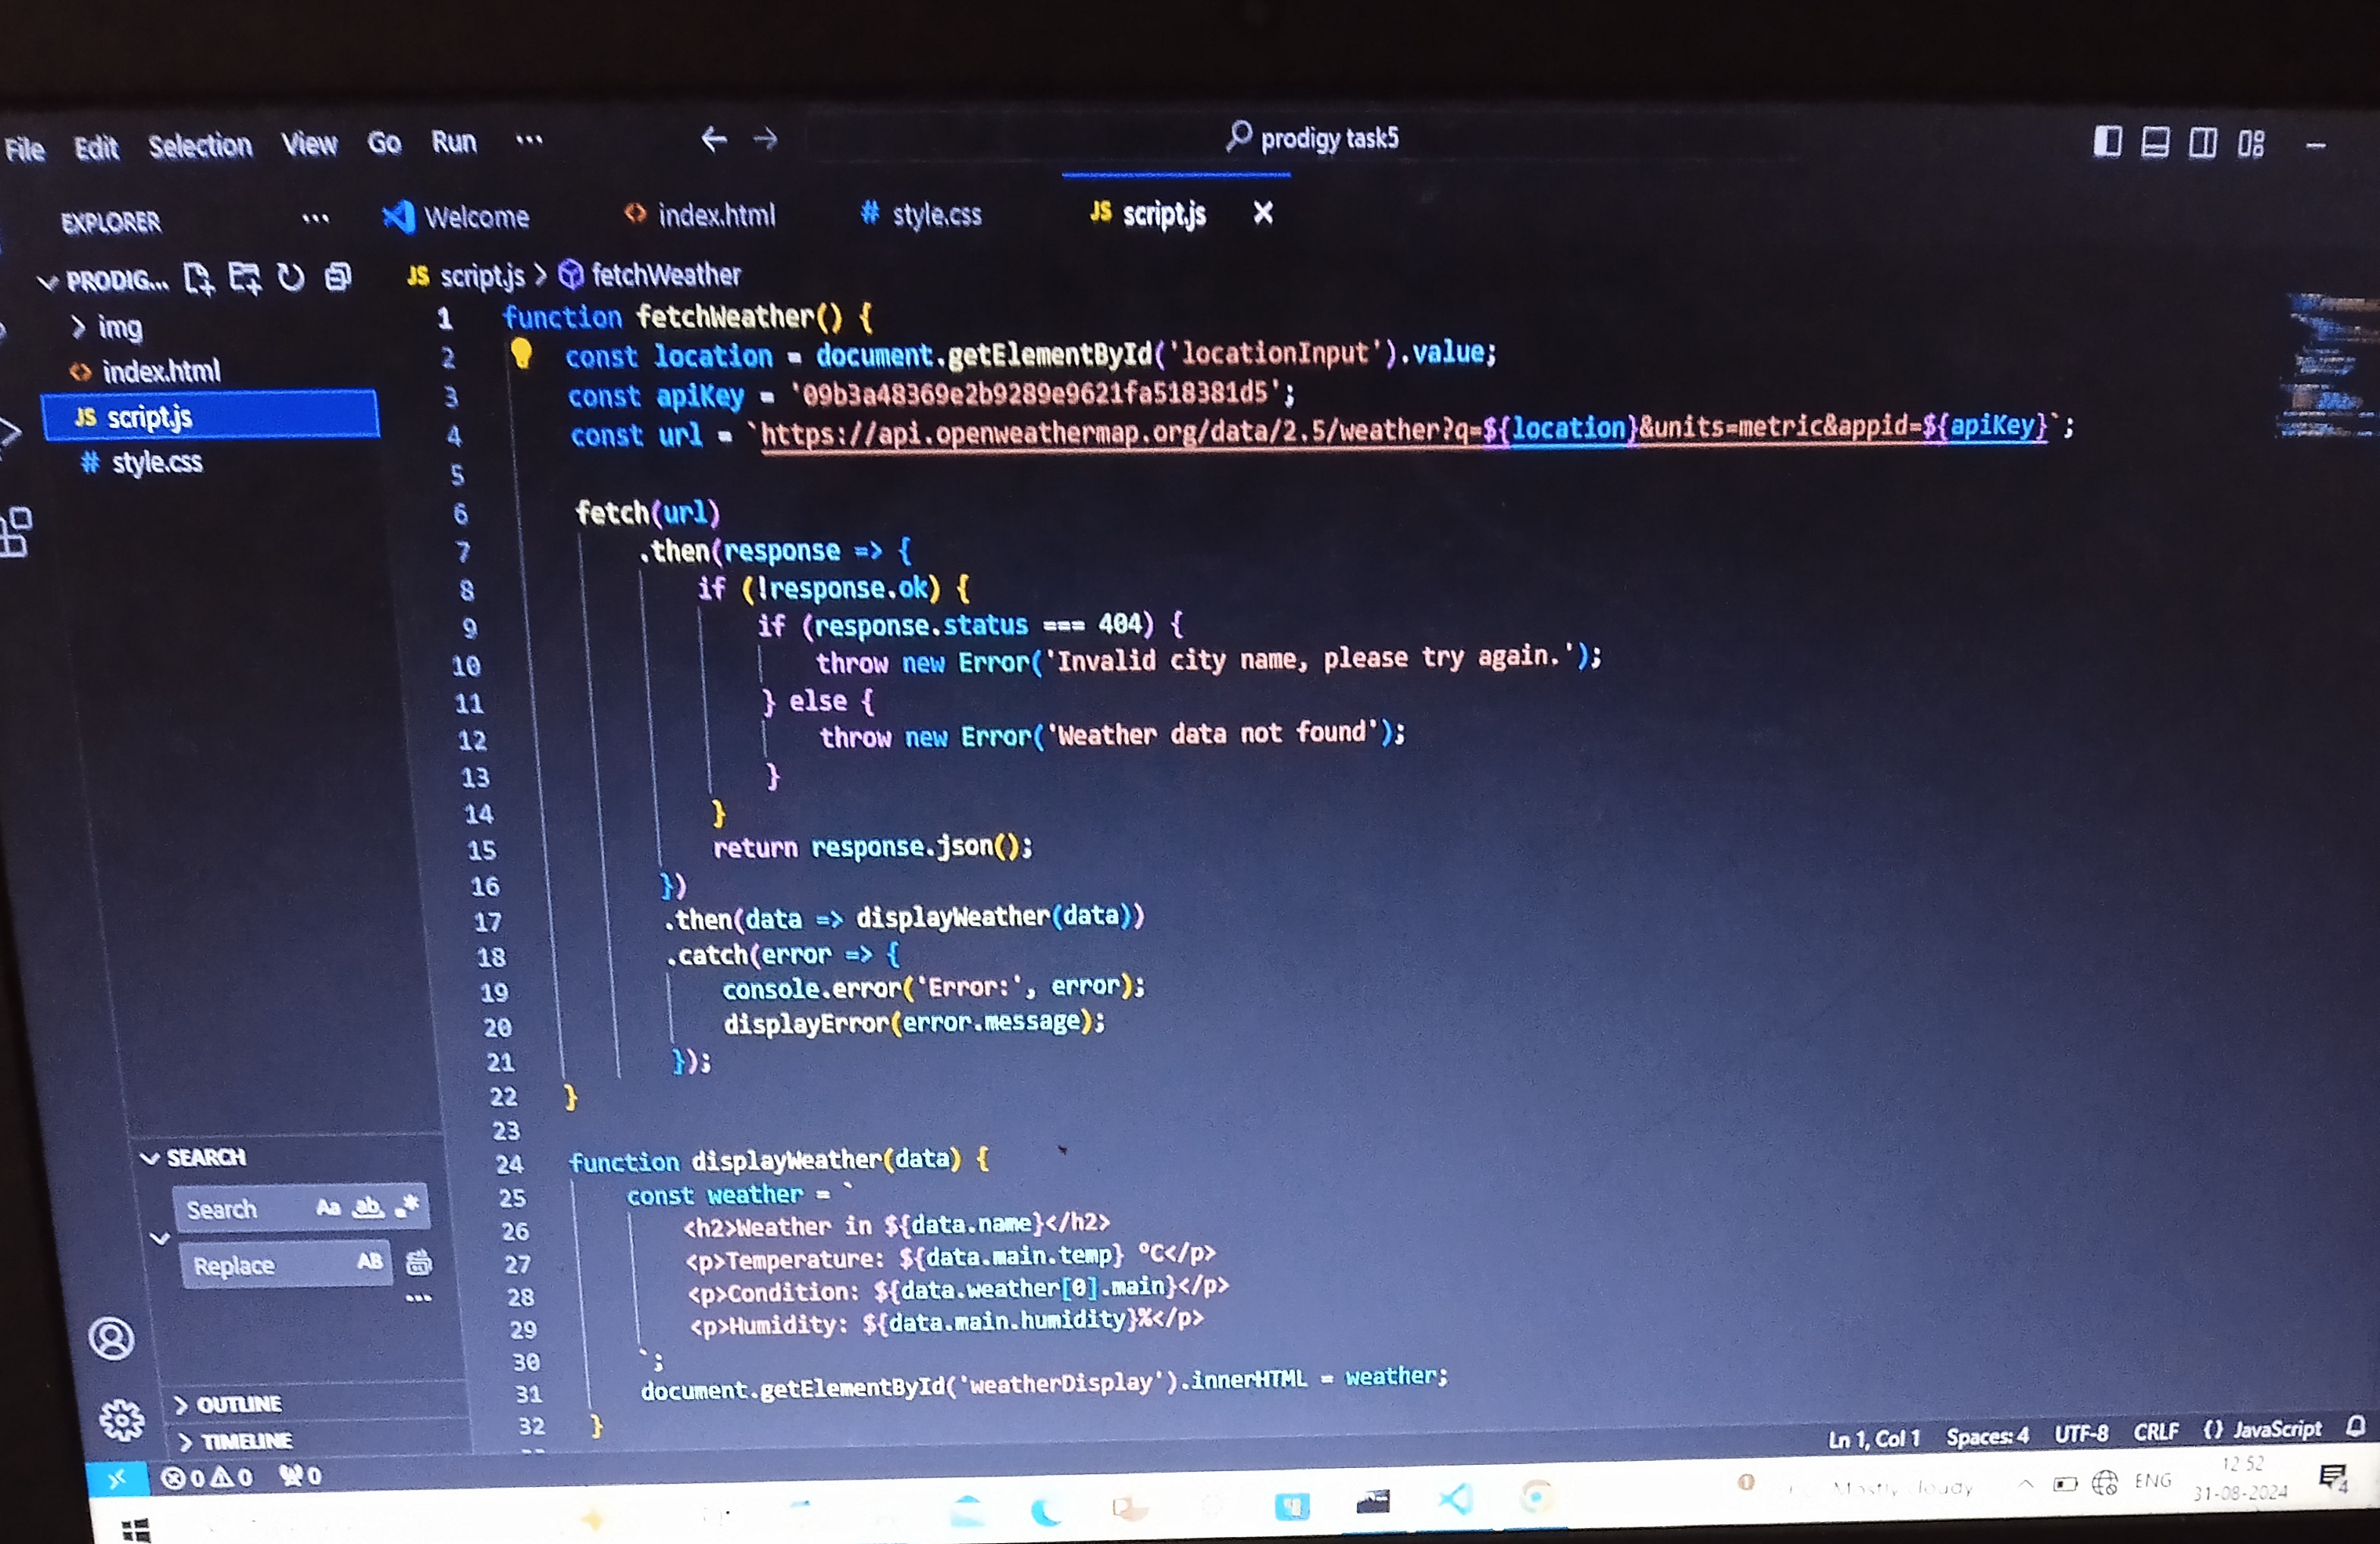 File Edit Selection View Go Run ...
prodigy task5
EXPLORER ...
Welcome index.html # style.css JS script.js
PRODIG...
JS script.js > fetchWeather
> img
index.html
JS script.js
# style.css
1 function fetchWeather() {
2 const location = document.getElementById('locationInput').value;
3 const apiKey = '09b3a48369e2b9289e9621fa518381d5';
4 const url = `https://api.openweathermap.org/data/2.5/weather?q=${location}&units=metric&appid=${apiKey}`;
5
6 fetch(url)
7 .then(response => {
8 if (!response.ok) {
9 if (response.status === 404) {
10 throw new Error('Invalid city name, please try again.');
11 } else {
12 throw new Error('Weather data not found');
13 }
14 }
15 return response.json();
16 })
17 .then(data => displayWeather(data))
18 .catch(error => {
19 console.error('Error:', error);
20 displayError(error.message);
21 });
22 }
23
24 function displayWeather(data) {
25 const weather = `
26 <h2>Weather in ${data.name}</h2>
27 <p>Temperature: ${data.main.temp} °C</p>
28 <p>Condition: ${data.weather[0].main}</p>
29 <p>Humidity: ${data.main.humidity}%</p>
30 `;
31 document.getElementById('weatherDisplay').innerHTML = weather;
32 }
SEARCH
Search Aa ab .*
Replace AB
...
> OUTLINE
> TIMELINE
0 0 0
Ln 1, Col 1 Spaces: 4 UTF-8 CRLF {} JavaScript
Mostly cloudy ENG
12 52
31-08-2024
4